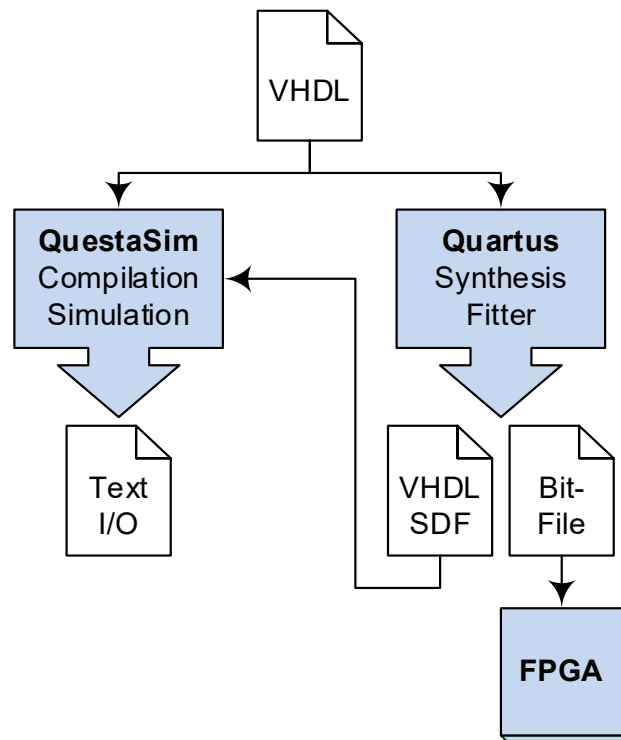 VHDL
QuestaSim
Compilation
Simulation
Quartus
Synthesis
Fitter
Text
I/O
VHDL
SDF
Bit-
File
FPGA